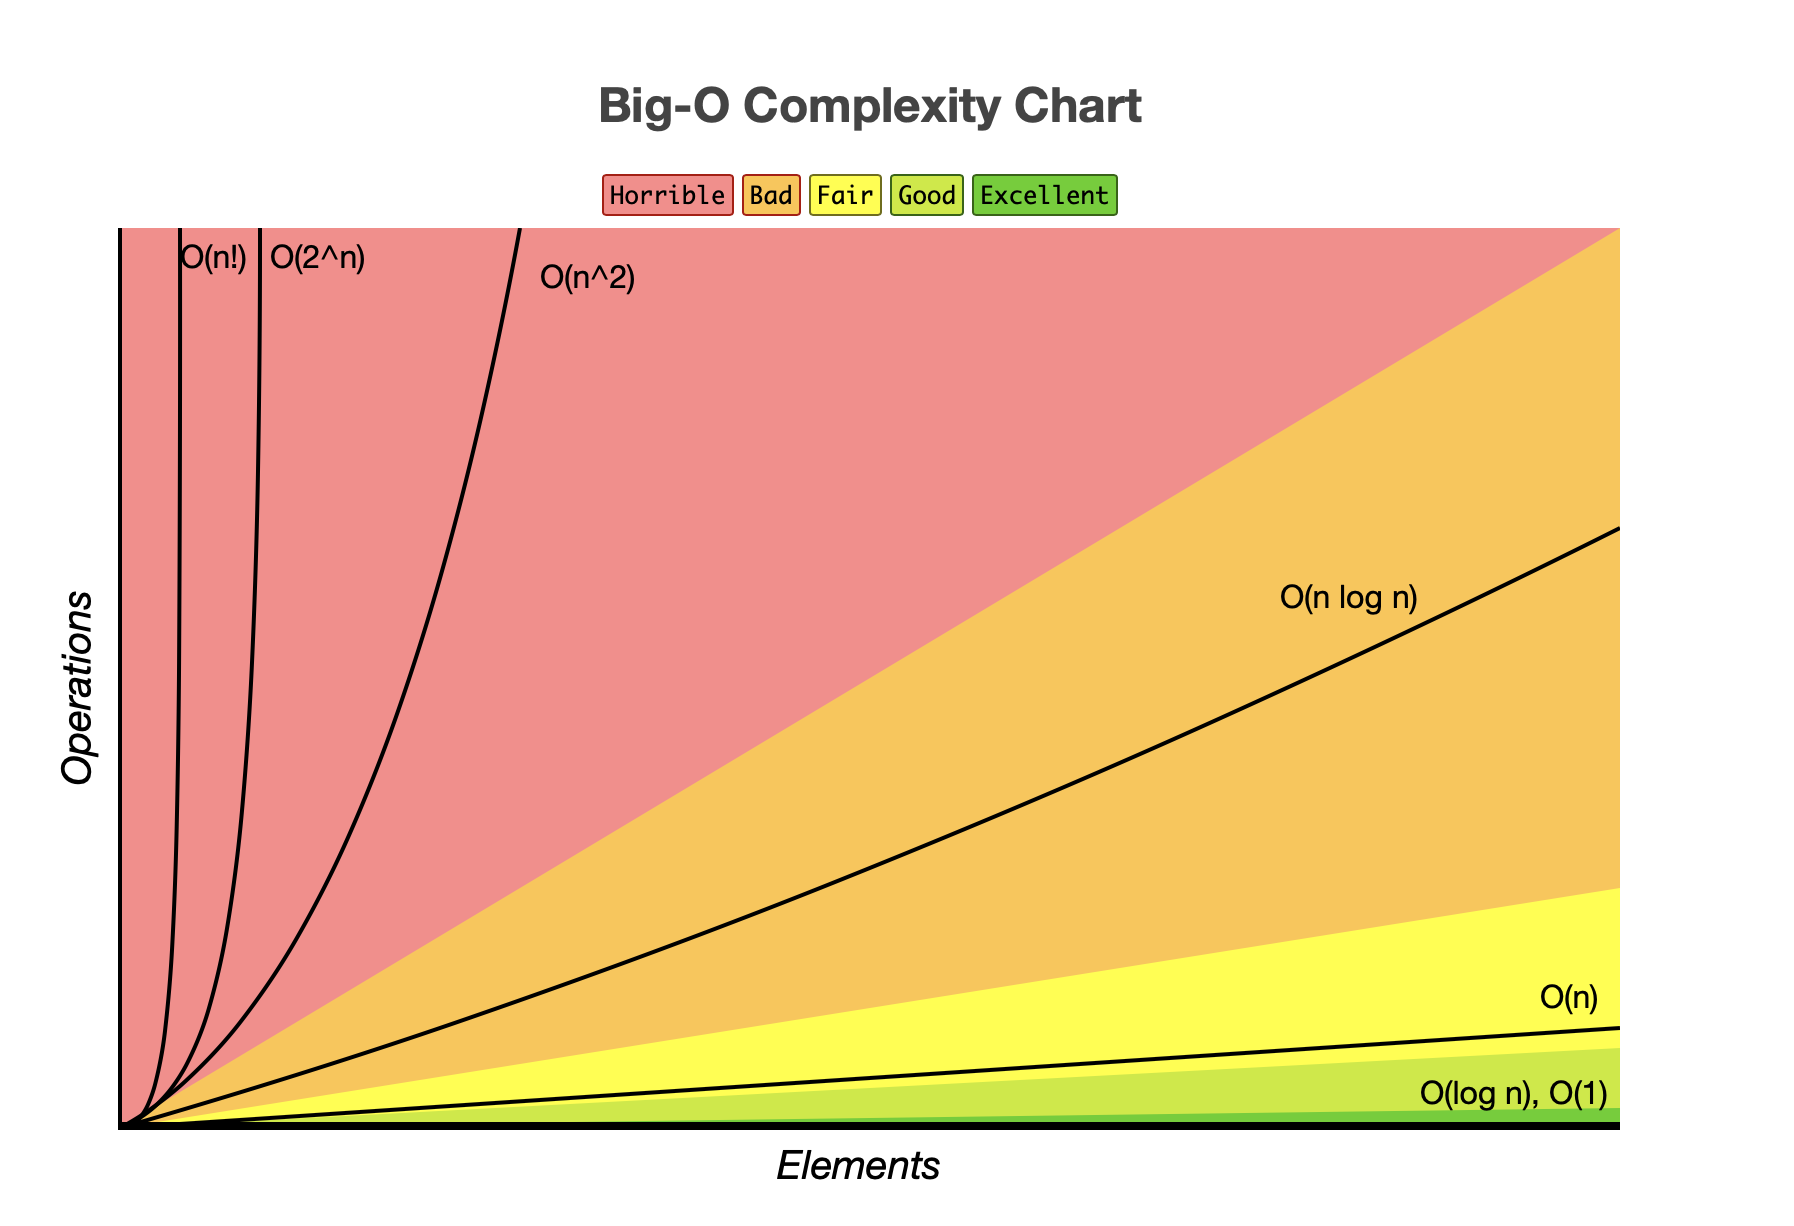 Big-O Complexity Chart
Horrible Bad Fair Good Excellent
O(n!) O(2^n)
O(n^2)
O(n log n)
Operations
O(n)
O(log n), O(1)
Elements